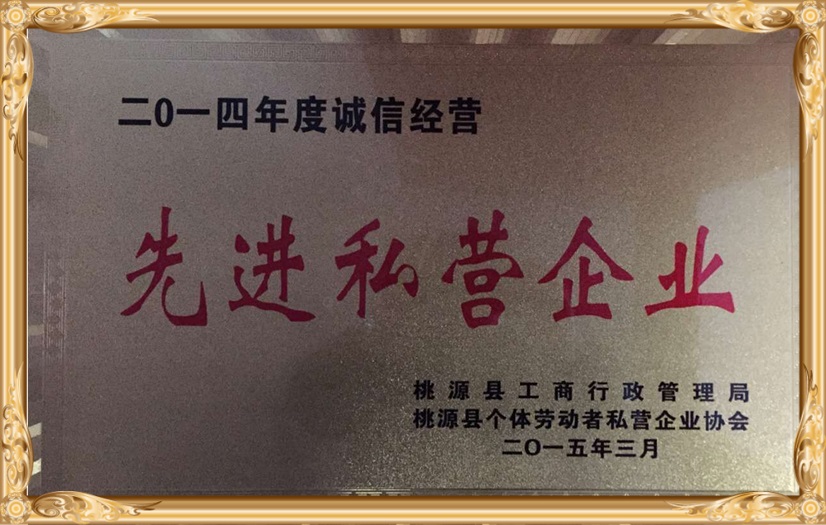 二0一四年度诚信经营
先进私营企业
桃源县工商行政管理局
桃源县个体劳动者私营企业协会
二O一五年三月